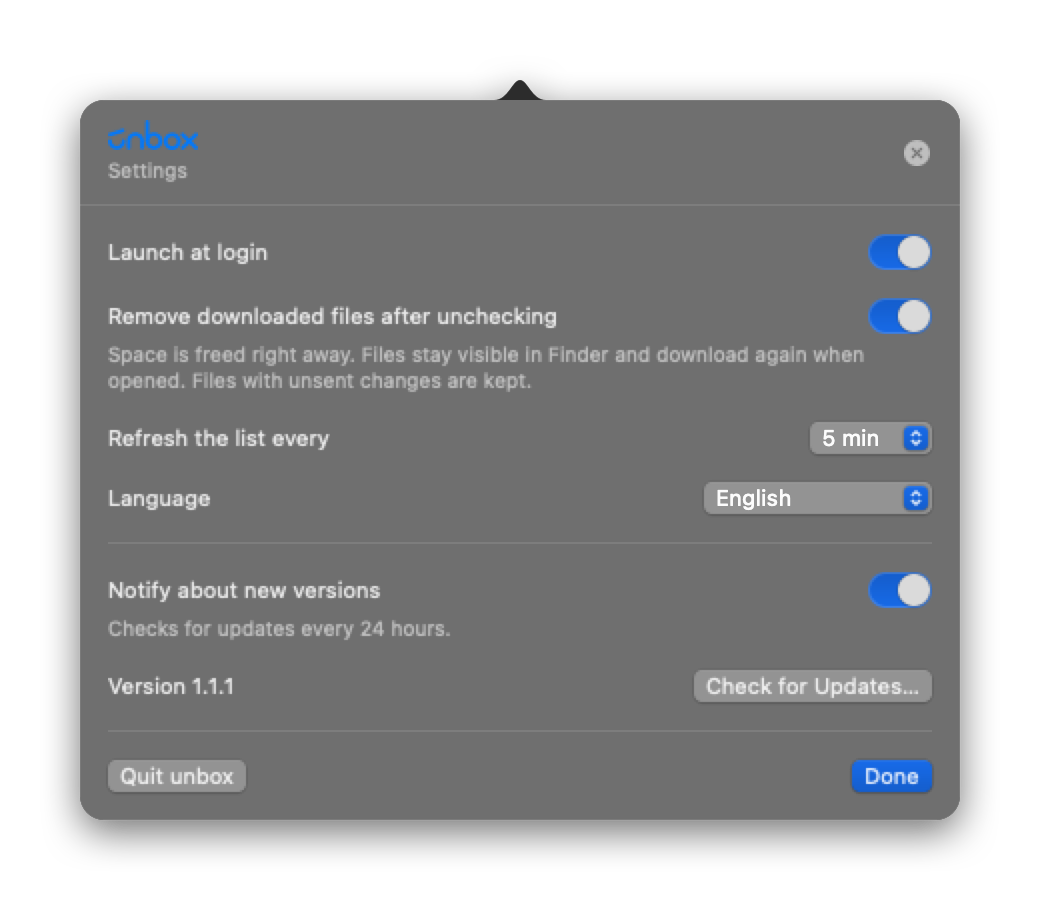 unbox
Settings
Launch at login
Remove downloaded files after unchecking
Space is freed right away. Files stay visible in Finder and download again when
opened. Files with unsent changes are kept.
Refresh the list every
5 min
Language
English
Notify about new versions
Checks for updates every 24 hours.
Version 1.1.1
Check for Updates...
Quit unbox
Done